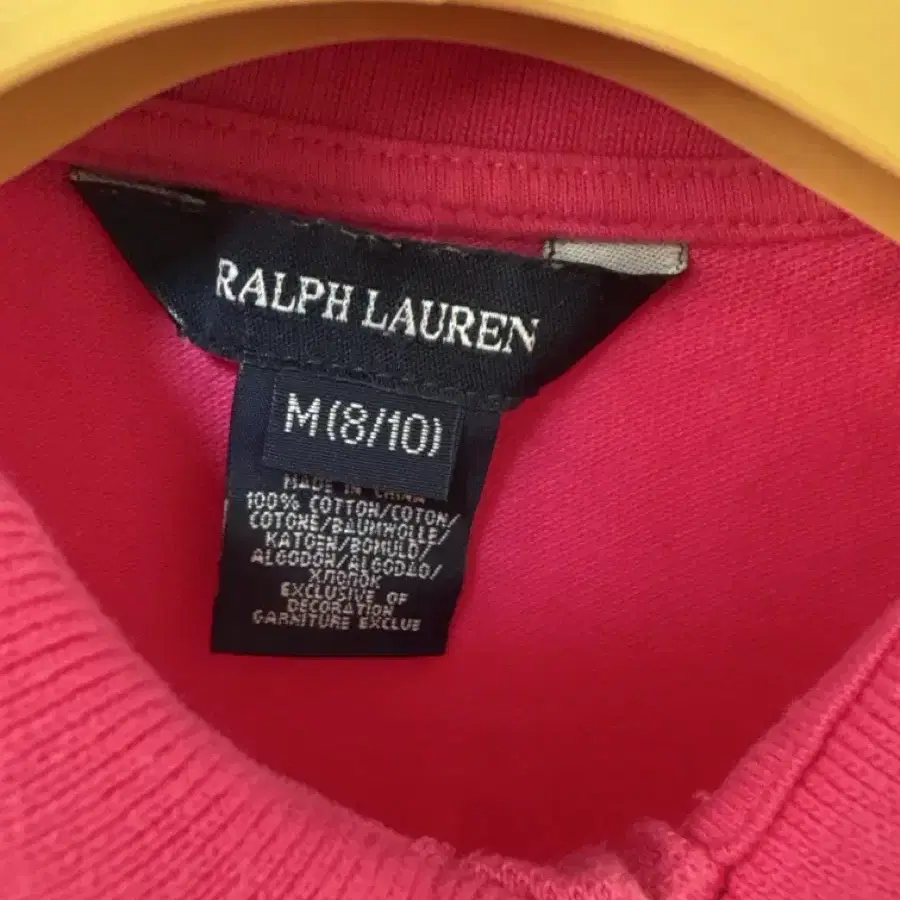 RALPH LAUREN
M(8/10)
MADE IN CHINA
100% COTTON/COTON/
COTONE/BAUMWOLLE/
KATOEN/BOMULD/
ALGODON/ALGODAO/
ХЛОПОК
EXCLUSIVE OF
DECORATION
GARNITURE EXCLUE